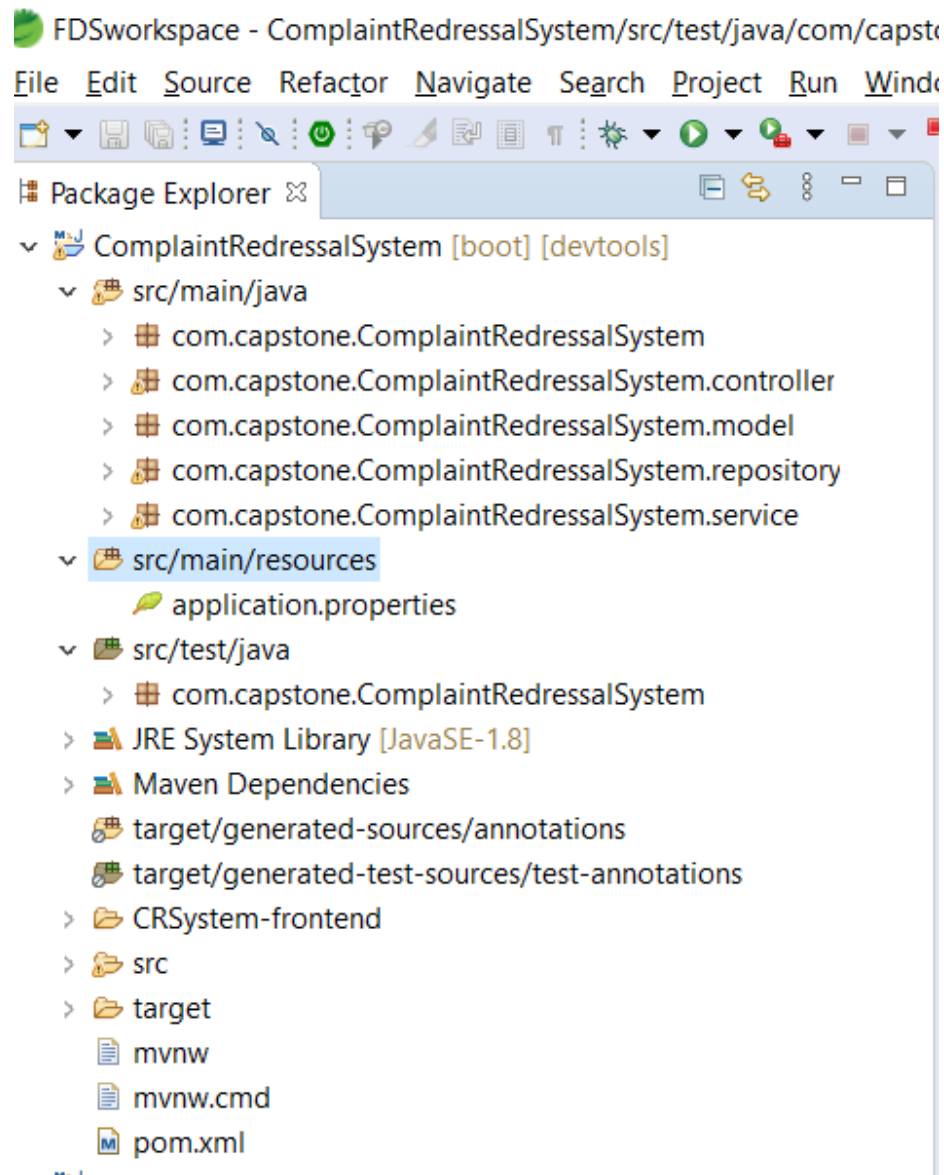 FDSworkspace - ComplaintRedressalSystem/src/test/java/com/capst
File Edit Source Refactor Navigate Search Project Run Wind
Package Explorer
ComplaintRedressalSystem [boot] [devtools]
src/main/java
com.capstone.ComplaintRedressalSystem
com.capstone.ComplaintRedressalSystem.controller
com.capstone.ComplaintRedressalSystem.model
com.capstone.ComplaintRedressalSystem.repository
com.capstone.ComplaintRedressalSystem.service
src/main/resources
application.properties
src/test/java
com.capstone.ComplaintRedressalSystem
JRE System Library [JavaSE-1.8]
Maven Dependencies
target/generated-sources/annotations
target/generated-test-sources/test-annotations
CRSystem-frontend
src
target
mvnw
mvnw.cmd
pom.xml